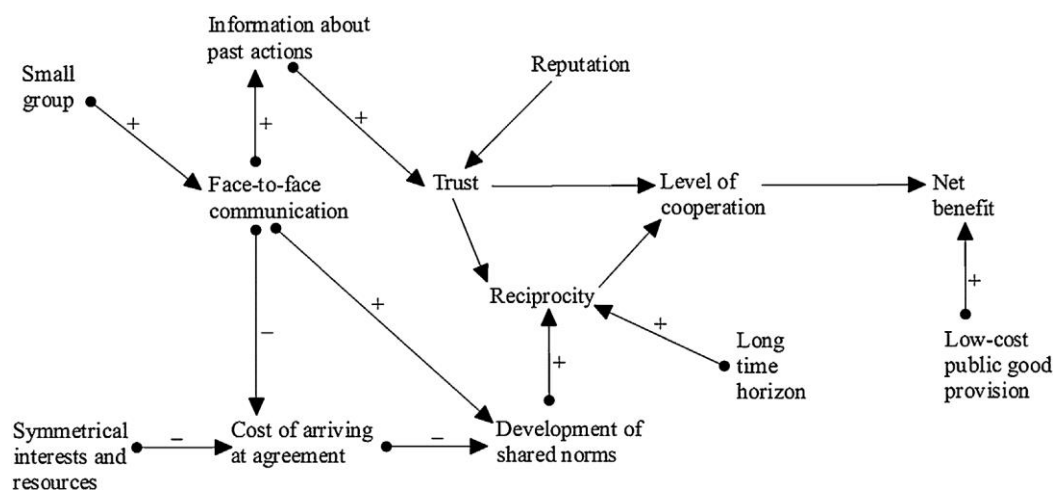 Information about
past actions
Small
group
+
+
+
Reputation
Face-to-face
communication
Trust
Level of
cooperation
Net
benefit
Reciprocity
+
−
+
+
+
Long
time
horizon
Low-cost
public good
provision
Symmetrical
interests and
resources
−
Cost of arriving
at agreement
−
Development of
shared norms